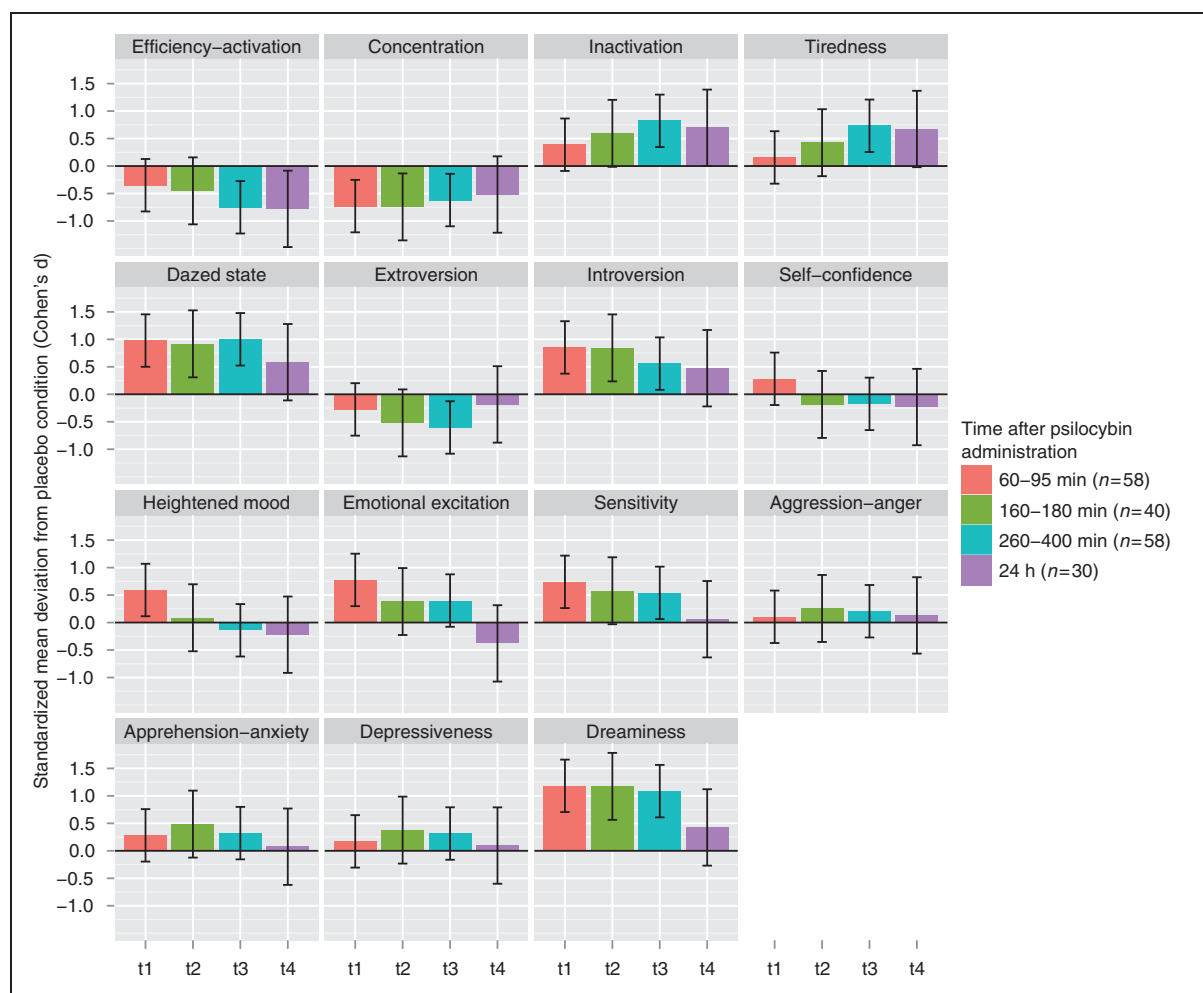 Efficiency−activation Concentration Inactivation Tiredness
1.5
1.0
0.5
0.0
−0.5
−1.0
Dazed state Extroversion Introversion Self−confidence
1.5
1.0
0.5
0.0
−0.5
−1.0
Heightened mood Emotional excitation Sensitivity Aggression−anger
1.5
1.0
0.5
0.0
−0.5
−1.0
Apprehension−anxiety Depressiveness Dreaminess
1.5
1.0
0.5
0.0
−0.5
−1.0
t1 t2 t3 t4 t1 t2 t3 t4 t1 t2 t3 t4 t1 t2 t3 t4
Standardized mean deviation from placebo condition (Cohen's d)
Time after psilocybin
administration
60−95 min (n=58)
160−180 min (n=40)
260−400 min (n=58)
24 h (n=30)